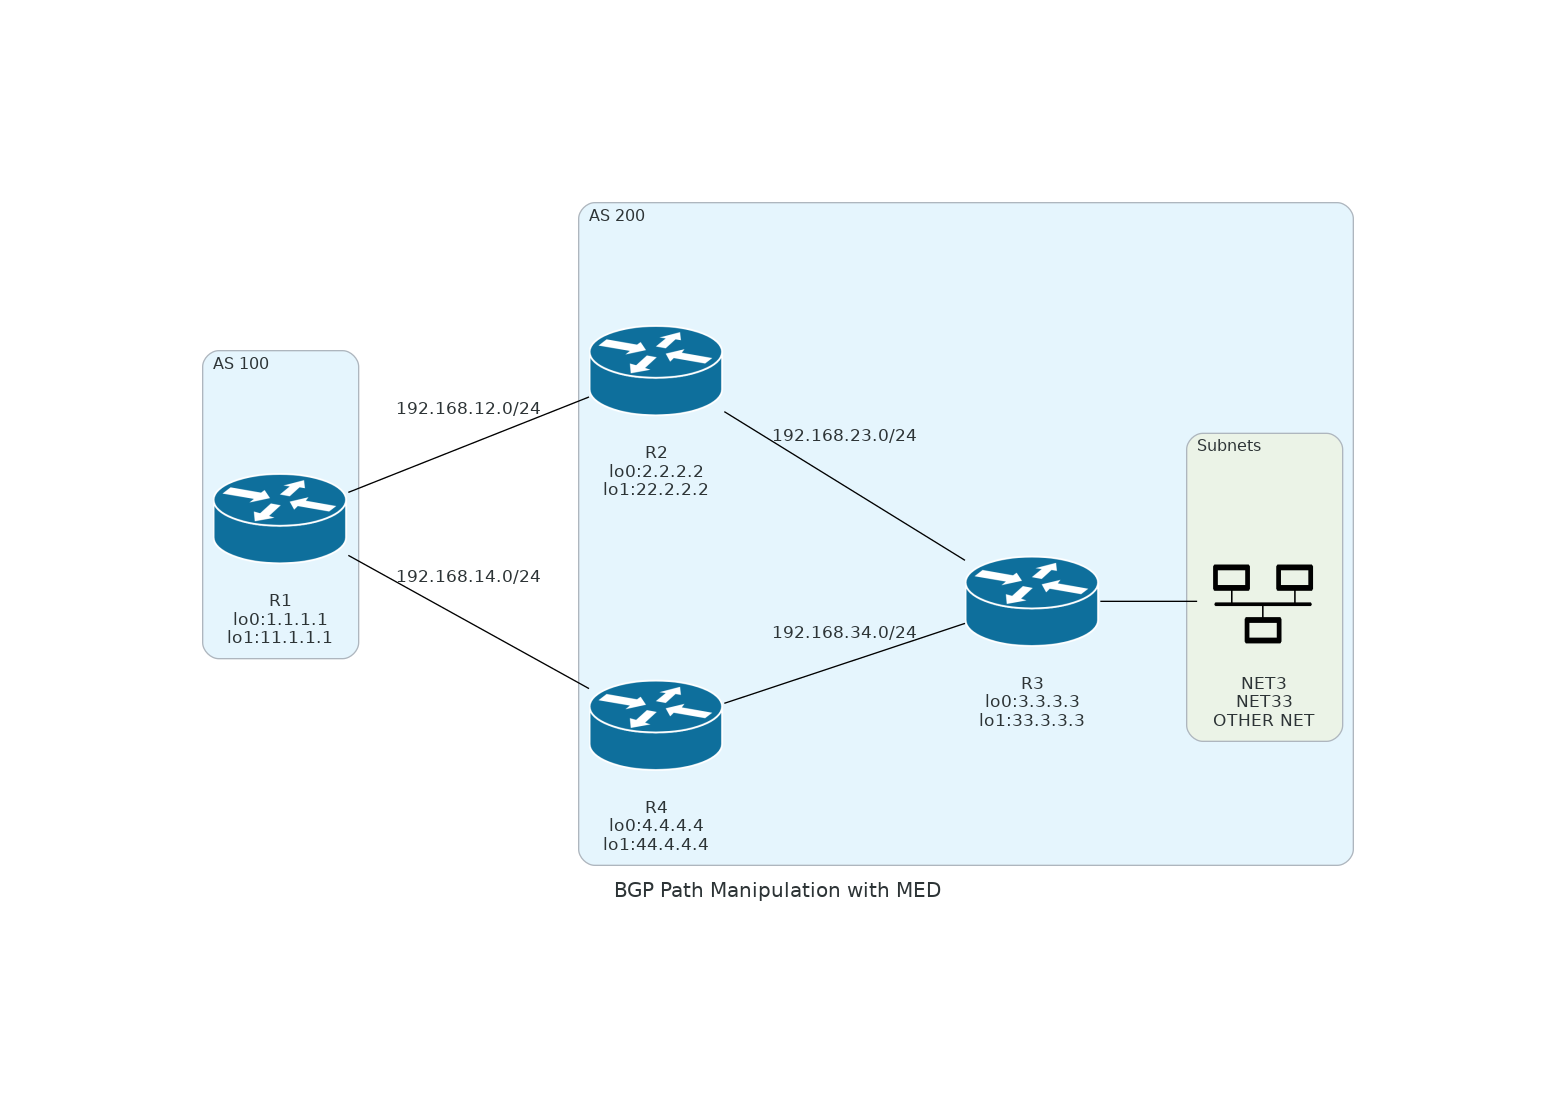 AS 200
AS 100
192.168.12.0/24
192.168.23.0/24
R2
lo0:2.2.2.2
lo1:22.2.2.2
Subnets
192.168.14.0/24
R1
lo0:1.1.1.1
lo1:11.1.1.1
192.168.34.0/24
R3
lo0:3.3.3.3
lo1:33.3.3.3
NET3
NET33
OTHER NET
R4
lo0:4.4.4.4
lo1:44.4.4.4
BGP Path Manipulation with MED